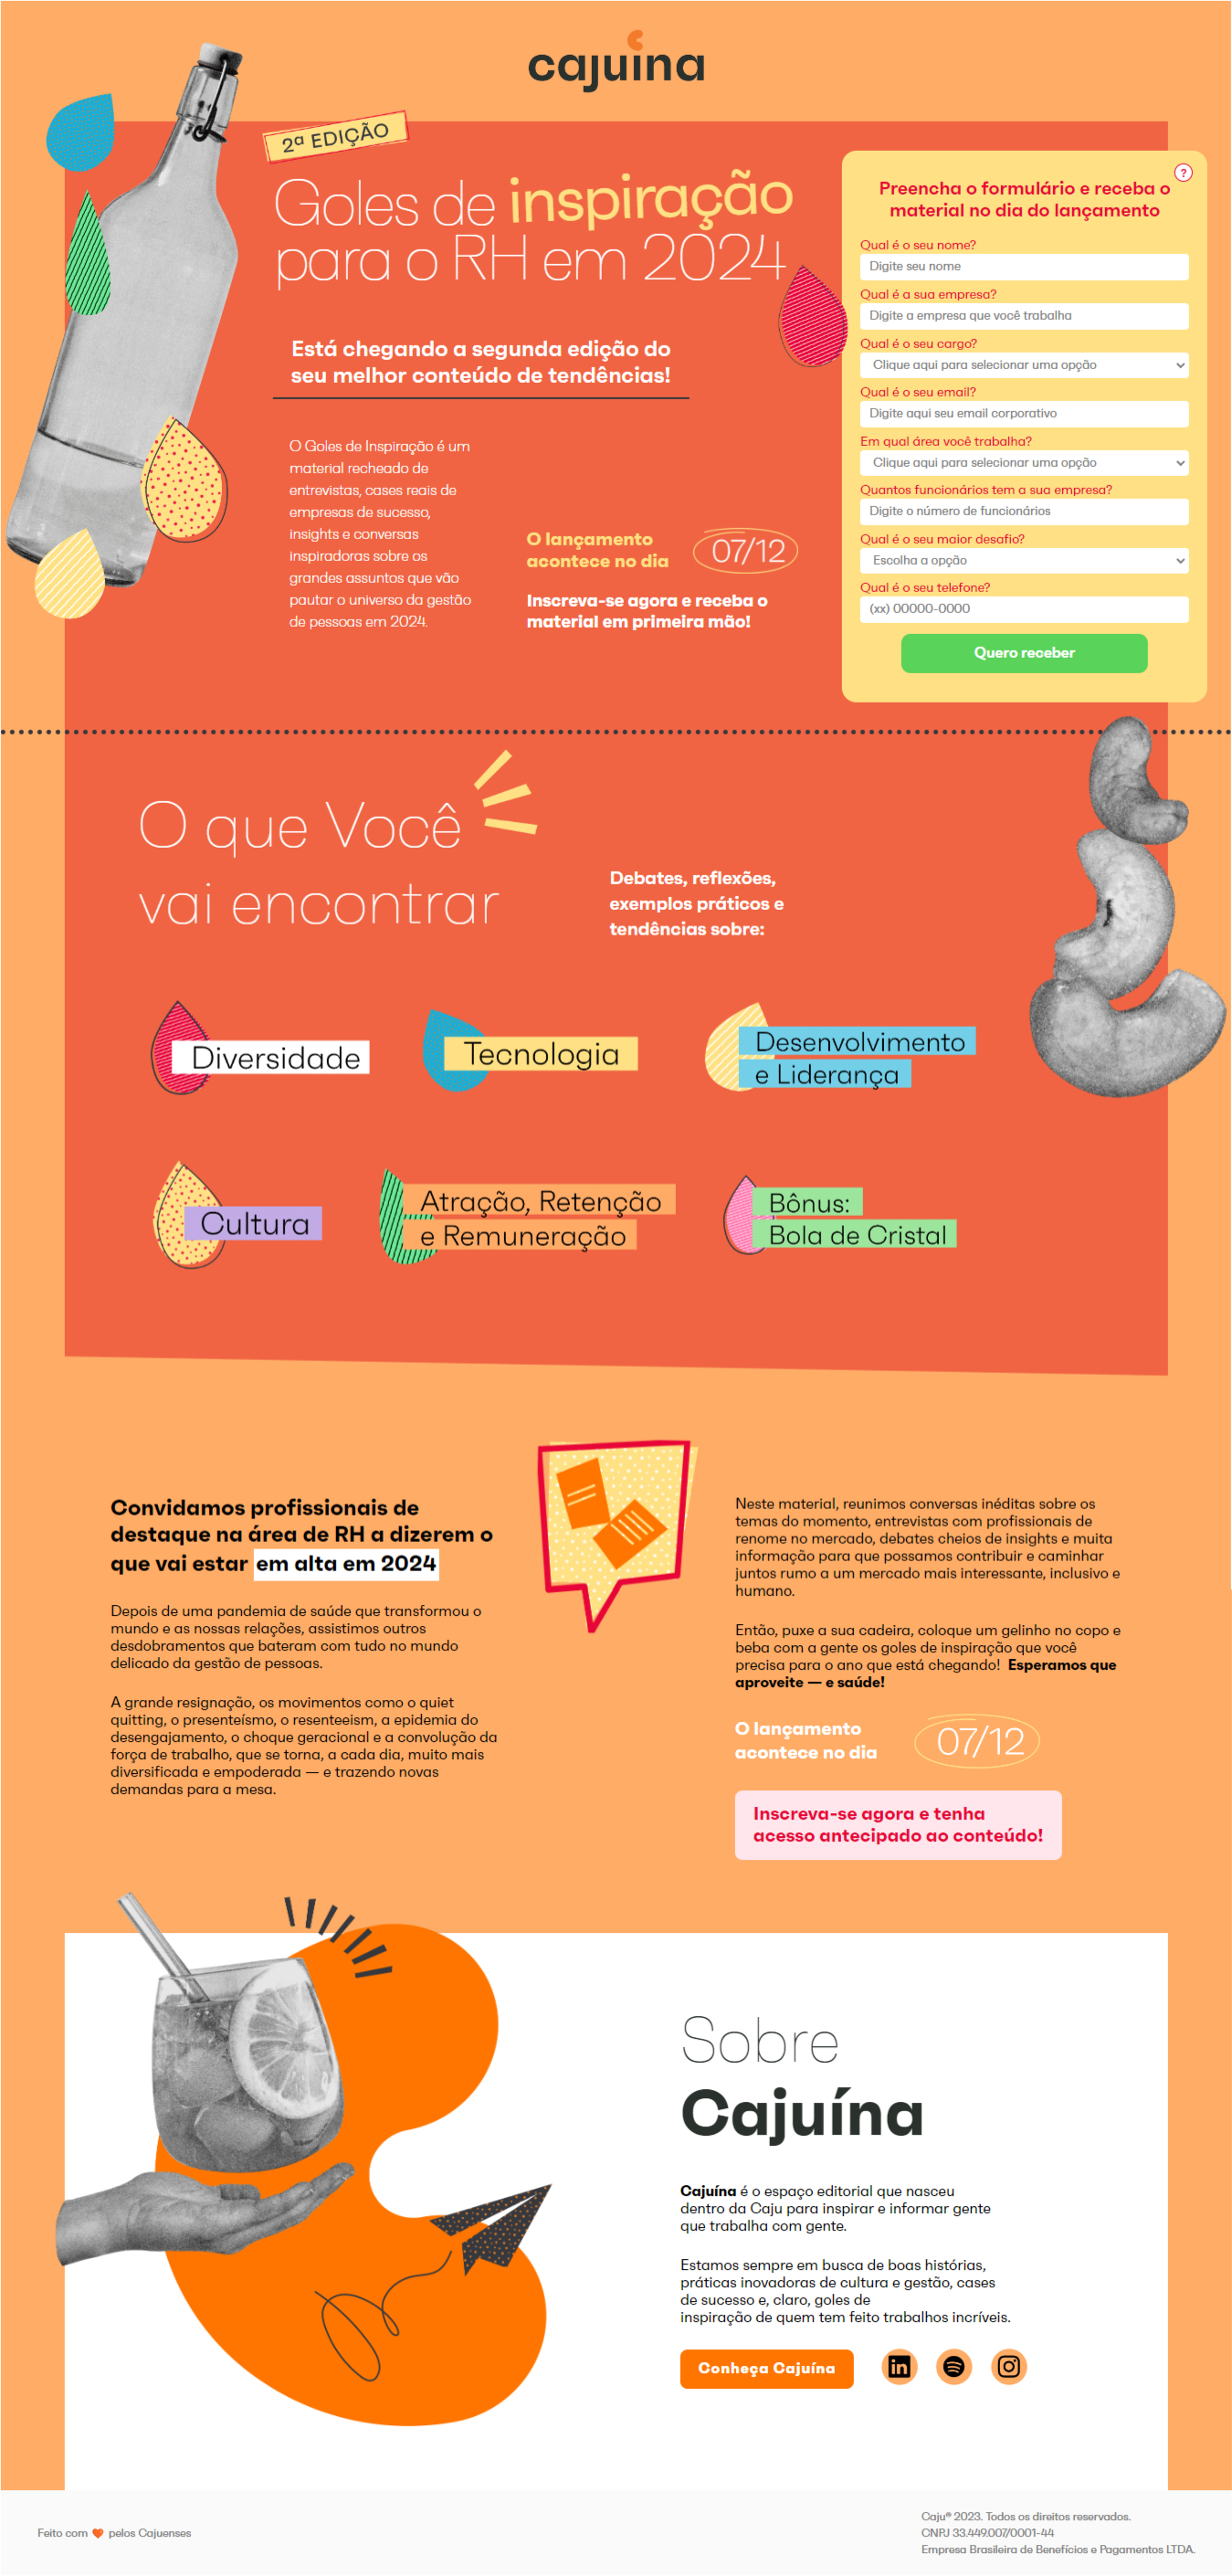 cajuína
2ª EDIÇÃO
Goles de inspiração
para o RH em 2024
Está chegando a segunda edição do
seu melhor conteúdo de tendências!
O Goles de Inspiração é um
material recheado de
entrevistas, cases reais de
empresas de sucesso,
insights e conversas
inspiradoras sobre os
grandes assuntos que vão
pautar o universo da gestão
de pessoas em 2024.
O lançamento
acontece no dia
07/12
Inscreva-se agora e receba o
material em primeira mão!
?
Preencha o formulário e receba o
material no dia do lançamento
Qual é o seu nome?
Digite seu nome
Qual é a sua empresa?
Digite a empresa que você trabalha
Qual é o seu cargo?
Clique aqui para selecionar uma opção
Qual é o seu email?
Digite aqui seu email corporativo
Em qual área você trabalha?
Clique aqui para selecionar uma opção
Quantos funcionários tem a sua empresa?
Digite o número de funcionários
Qual é o seu maior desafio?
Escolha a opção
Qual é o seu telefone?
(xx) 00000-0000
Quero receber
O que Você
vai encontrar
Debates, reflexões,
exemplos práticos e
tendências sobre:
Diversidade
Tecnologia
Desenvolvimento
e Liderança
Cultura
Atração, Retenção
e Remuneração
Bônus:
Bola de Cristal
Convidamos profissionais de
destaque na área de RH a dizerem o
que vai estar em alta em 2024
Depois de uma pandemia de saúde que transformou o
mundo e as nossas relações, assistimos outros
desdobramentos que bateram com tudo no mundo
delicado da gestão de pessoas.
A grande resignação, os movimentos como o quiet
quitting, o presenteísmo, o resenteeism, a epidemia do
desengajamento, o choque geracional e a convolução da
força de trabalho, que se torna, a cada dia, muito mais
diversificada e empoderada — e trazendo novas
demandas para a mesa.
Neste material, reunimos conversas inéditas sobre os
temas do momento, entrevistas com profissionais de
renome no mercado, debates cheios de insights e muita
informação para que possamos contribuir e caminhar
juntos rumo a um mercado mais interessante, inclusivo e
humano.
Então, puxe a sua cadeira, coloque um gelinho no copo e
beba com a gente os goles de inspiração que você
precisa para o ano que está chegando! Esperamos que
aproveite — e saúde!
O lançamento
acontece no dia
07/12
Inscreva-se agora e tenha
acesso antecipado ao conteúdo!
Sobre
Cajuína
Cajuína é o espaço editorial que nasceu
dentro da Caju para inspirar e informar gente
que trabalha com gente.
Estamos sempre em busca de boas histórias,
práticas inovadoras de cultura e gestão, cases
de sucesso e, claro, goles de
inspiração de quem tem feito trabalhos incríveis.
Conheça Cajuína
in
Feito com 🧡 pelos Cajuenses
Caju® 2023. Todos os direitos reservados.
CNPJ 33.449.007/0001-44
Empresa Brasileira de Benefícios e Pagamentos LTDA.